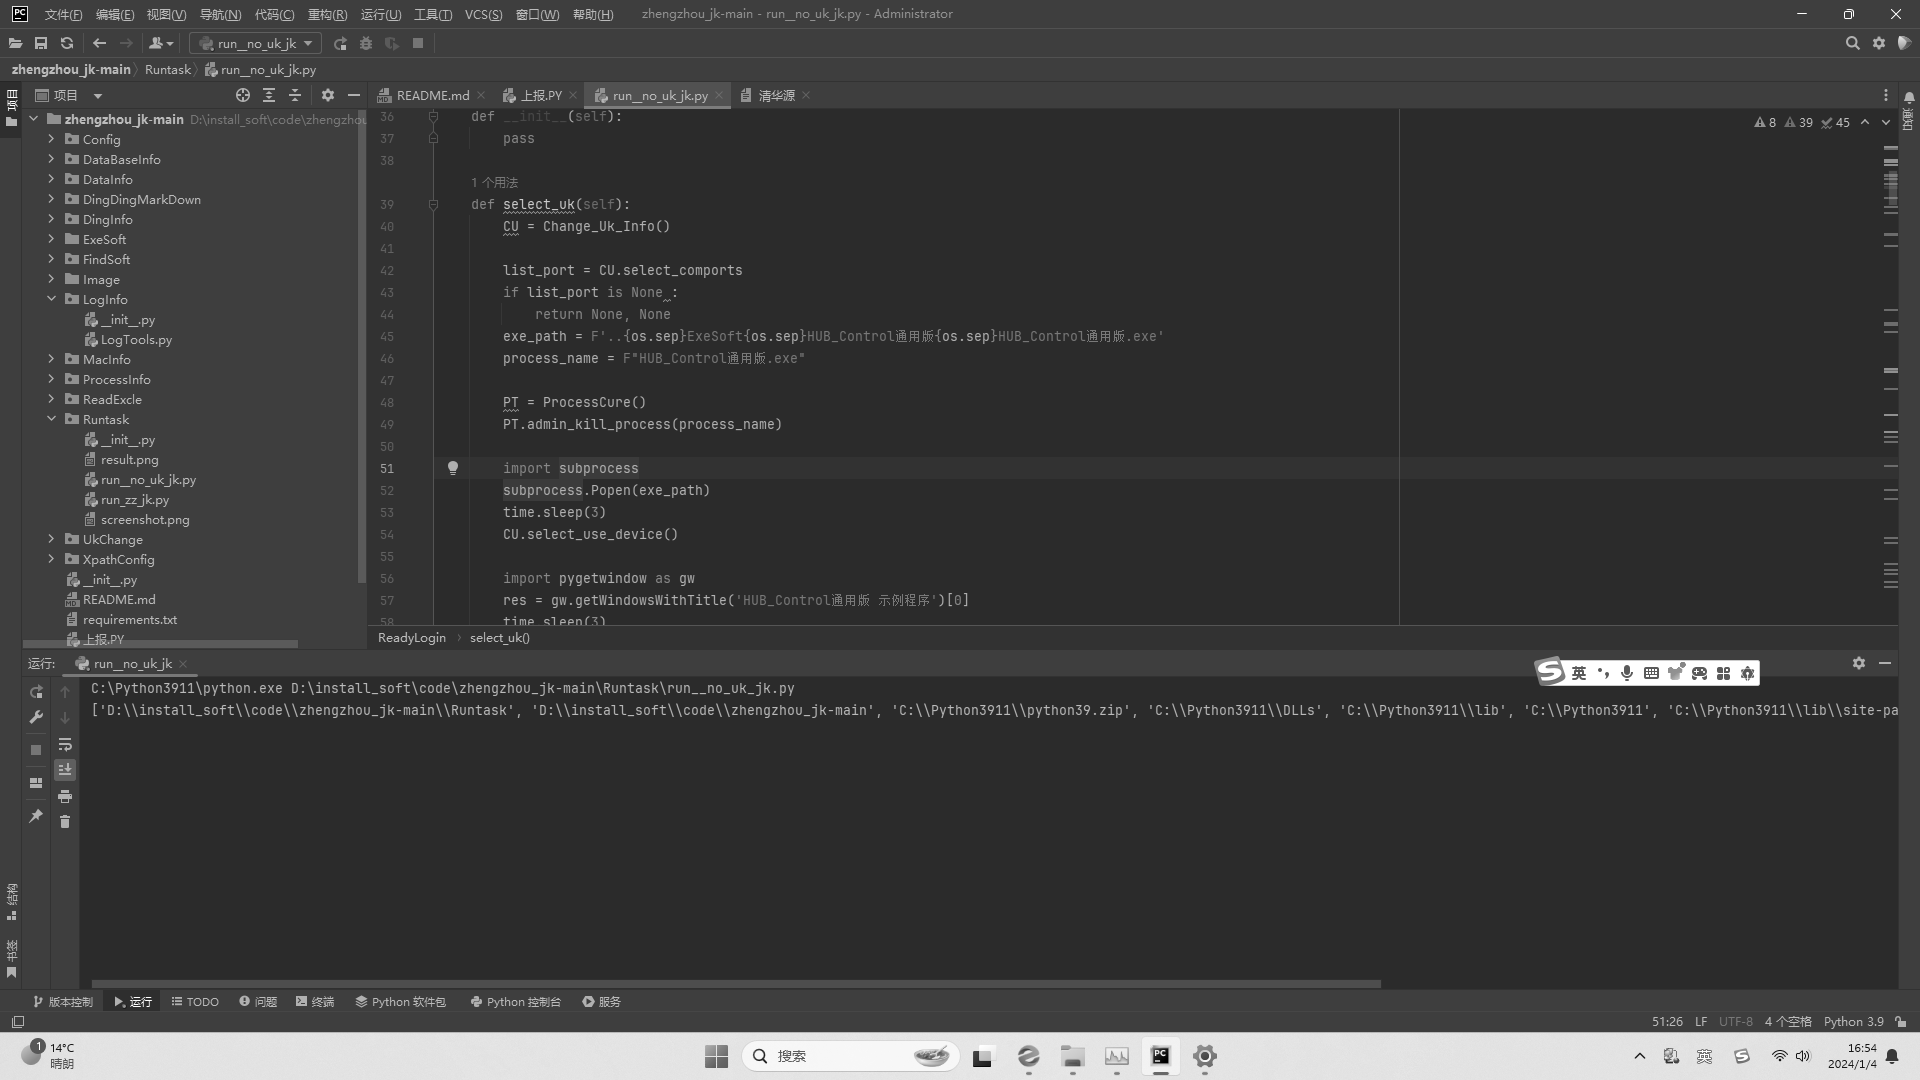 文件(F) 编辑(E) 视图(V) 导航(N) 代码(C) 重构(R) 运行(U) 工具(T) VCS(S) 窗口(W) 帮助(H) zhengzhou_jk-main - run__no_uk_jk.py - Administrator
run__no_uk_jk
zhengzhou_jk-main Runtask run__no_uk_jk.py
项目
README.md
上报.PY
run__no_uk_jk.py
清华源
zhengzhou_jk-main D:\install_soft\code\zhengzhou
Config
DataBaseInfo
DataInfo
DingDingMarkDown
DingInfo
ExeSoft
FindSoft
Image
LogInfo
__init__.py
LogTools.py
MacInfo
ProcessInfo
ReadExcle
Runtask
__init__.py
result.png
run__no_uk_jk.py
run_zz_jk.py
screenshot.png
UkChange
XpathConfig
__init__.py
README.md
requirements.txt
上报.PY
项目
通知
8 39 45
36 def __init__(self):
37 pass
38
1 个用法
39 def select_uk(self):
40 CU = Change_Uk_Info()
41
42 list_port = CU.select_comports
43 if list_port is None :
44 return None, None
45 exe_path = F'..{os.sep}ExeSoft{os.sep}HUB_Control通用版{os.sep}HUB_Control通用版.exe'
46 process_name = F"HUB_Control通用版.exe"
47
48 PT = ProcessCure()
49 PT.admin_kill_process(process_name)
50
51 import subprocess
52 subprocess.Popen(exe_path)
53 time.sleep(3)
54 CU.select_use_device()
55
56 import pygetwindow as gw
57 res = gw.getWindowsWithTitle('HUB_Control通用版 示例程序')[0]
58 time.sleep(3)
ReadyLogin select_uk()
运行: run__no_uk_jk
英
C:\Python3911\python.exe D:\install_soft\code\zhengzhou_jk-main\Runtask\run__no_uk_jk.py
['D:\\install_soft\\code\\zhengzhou_jk-main\\Runtask', 'D:\\install_soft\\code\\zhengzhou_jk-main', 'C:\\Python3911\\python39.zip', 'C:\\Python3911\\DLLs', 'C:\\Python3911\\lib', 'C:\\Python3911', 'C:\\Python3911\\lib\\site-pa
结构
书签
版本控制 运行 TODO 问题 终端 Python 软件包 Python 控制台 服务
51:26 LF UTF-8 4 个空格 Python 3.9
1
14°C
晴朗
搜索
英
16:54
2024/1/4